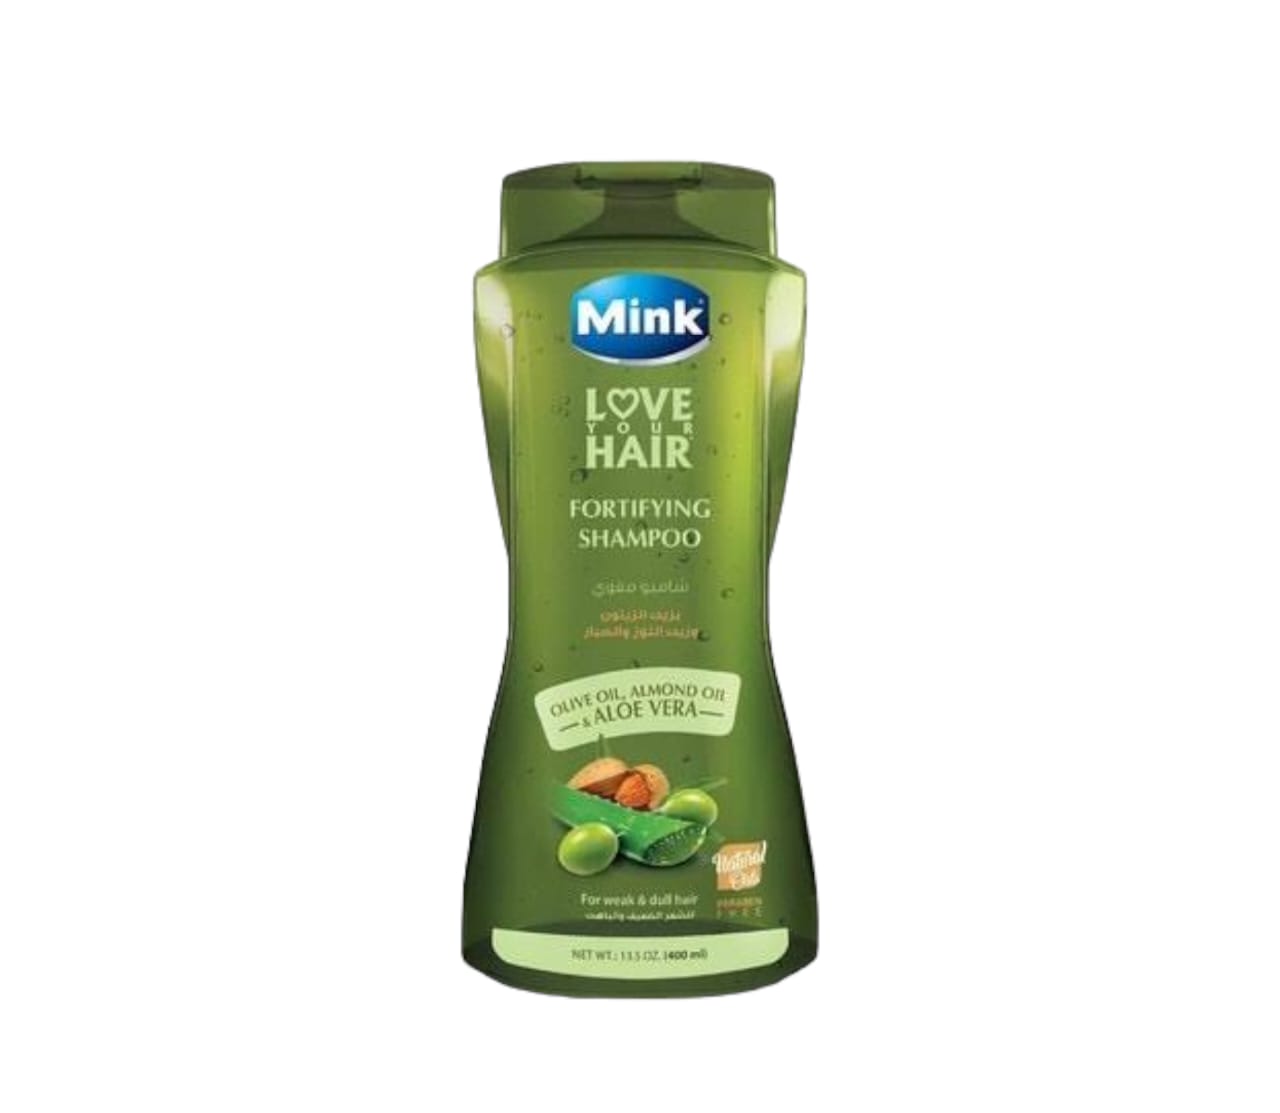 Mink
LOVE
YOUR
HAIR
FORTIFYING
SHAMPOO
شامبو مقوي
بزيت الزيتون
وزيت اللوز والصبار
OLIVE OIL, ALMOND OIL
& ALOE VERA
Natural
Oils
PARABEN
FREE
For weak & dull hair
للشعر الضعيف والباهت
NET WT.: 13.5 OZ. (400 ml)